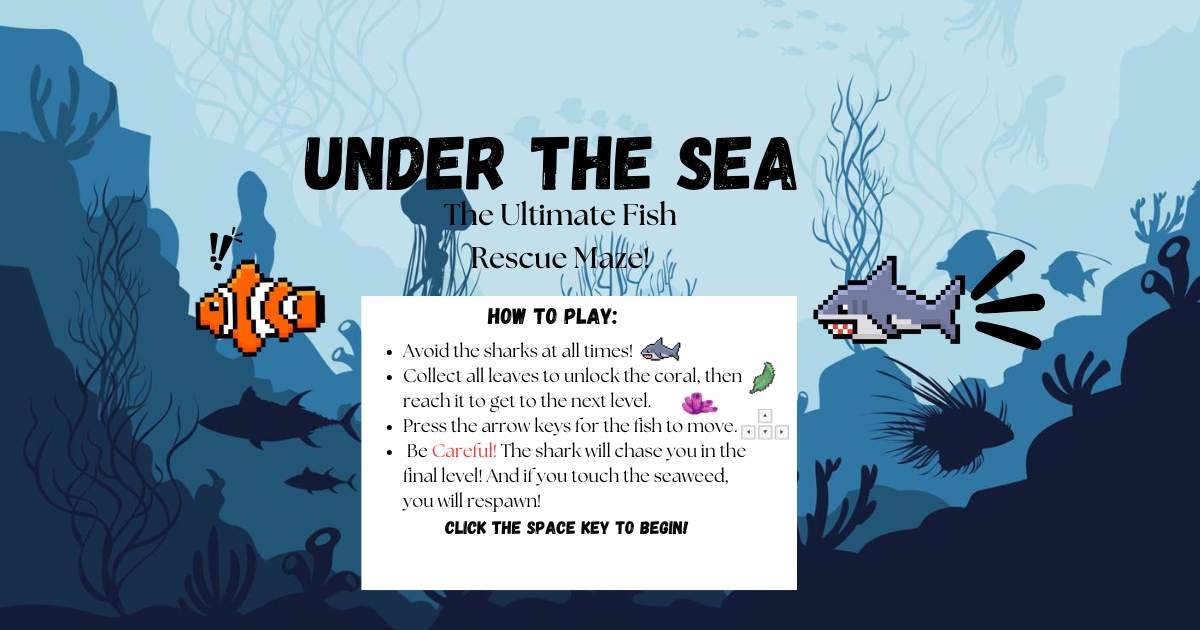 UNDER THE SEA
The Ultimate Fish
Rescue Maze!
HOW TO PLAY:
• Avoid the sharks at all times!
• Collect all leaves to unlock the coral, then
reach it to get to the next level.
• Press the arrow keys for the fish to move.
• Be Careful! The shark will chase you in the
final level! And if you touch the seaweed,
you will respawn!
CLICK THE SPACE KEY TO BEGIN!